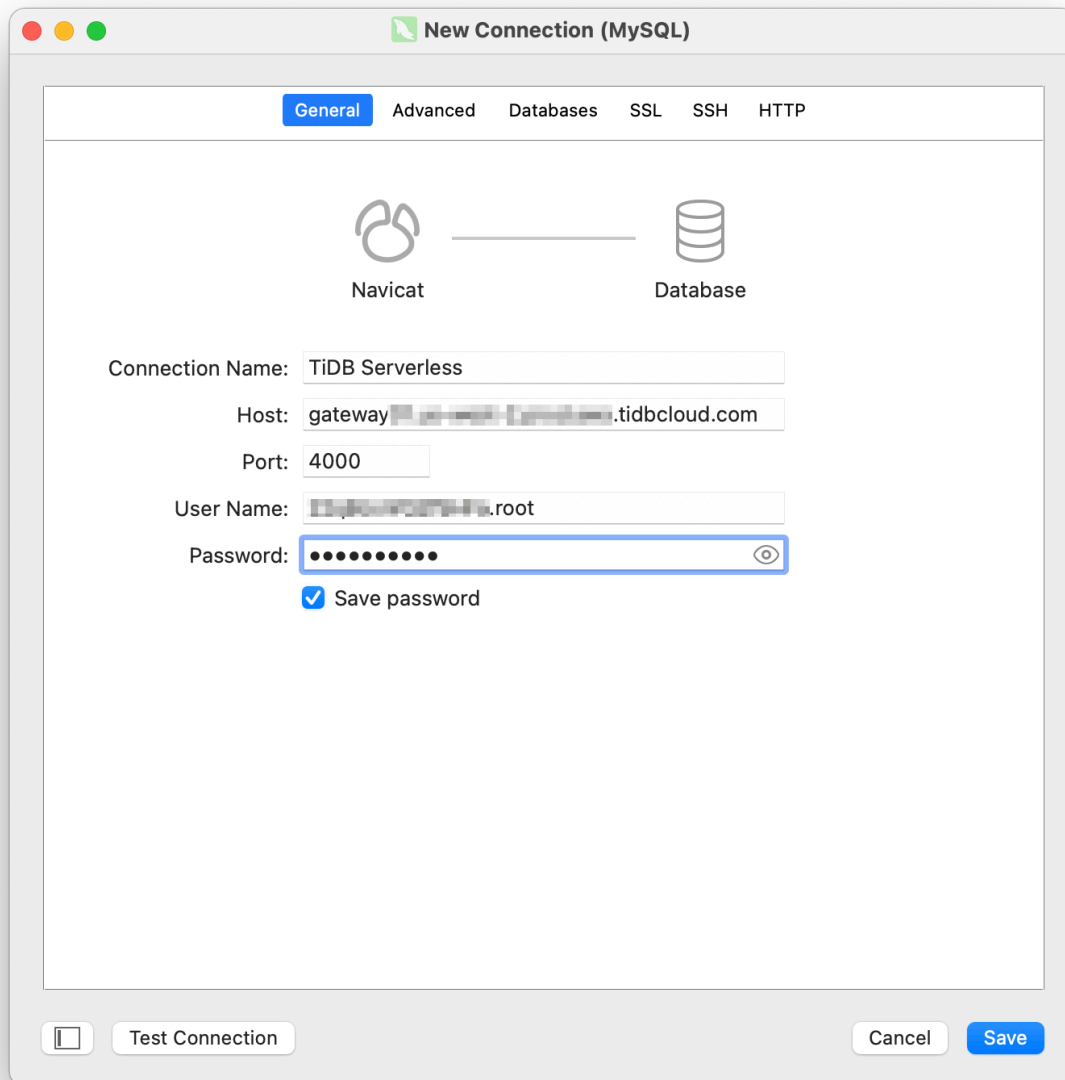 New Connection (MySQL)
General Advanced Databases SSL SSH HTTP
Navicat Database
Connection Name: TiDB Serverless
Host: gateway .tidbcloud.com
Port: 4000
User Name: .root
Password: ●●●●●●●●●●
Save password
Test Connection Cancel Save